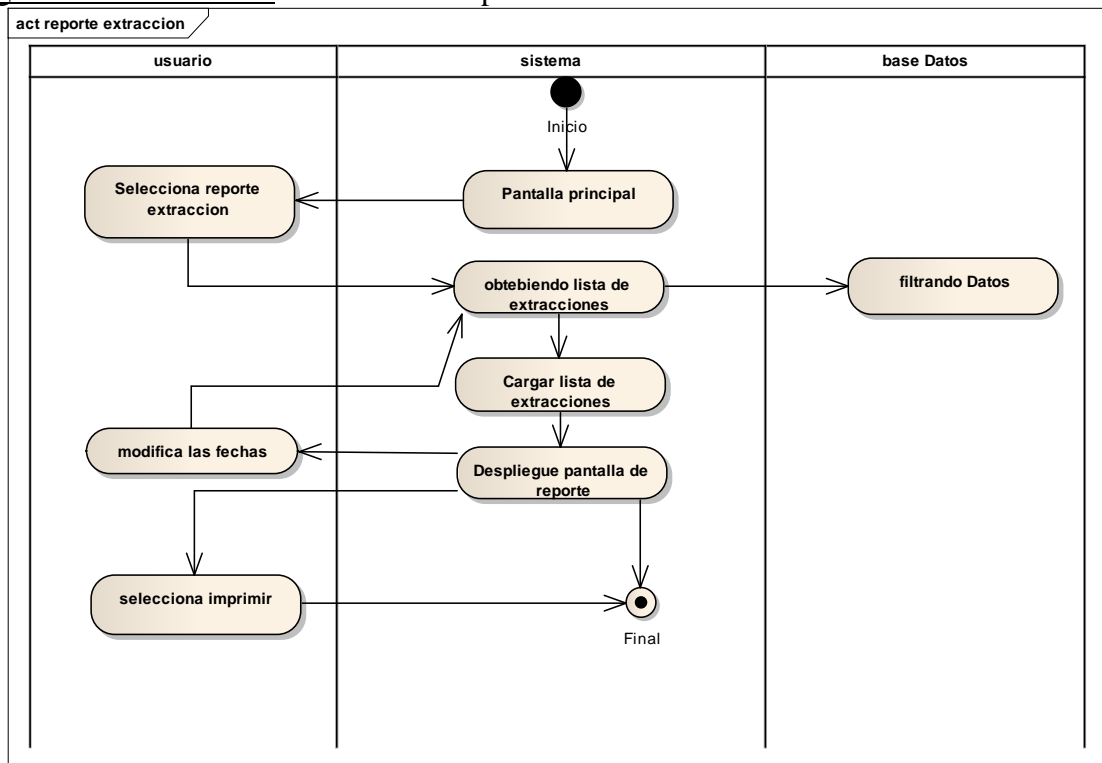 act reporte extraccion
usuario
sistema
base Datos
Inicio
Selecciona reporte
extraccion
Pantalla principal
obtebiendo lista de
extracciones
filtrando Datos
Cargar lista de
extracciones
modifica las fechas
Despliegue pantalla de
reporte
selecciona imprimir
Final